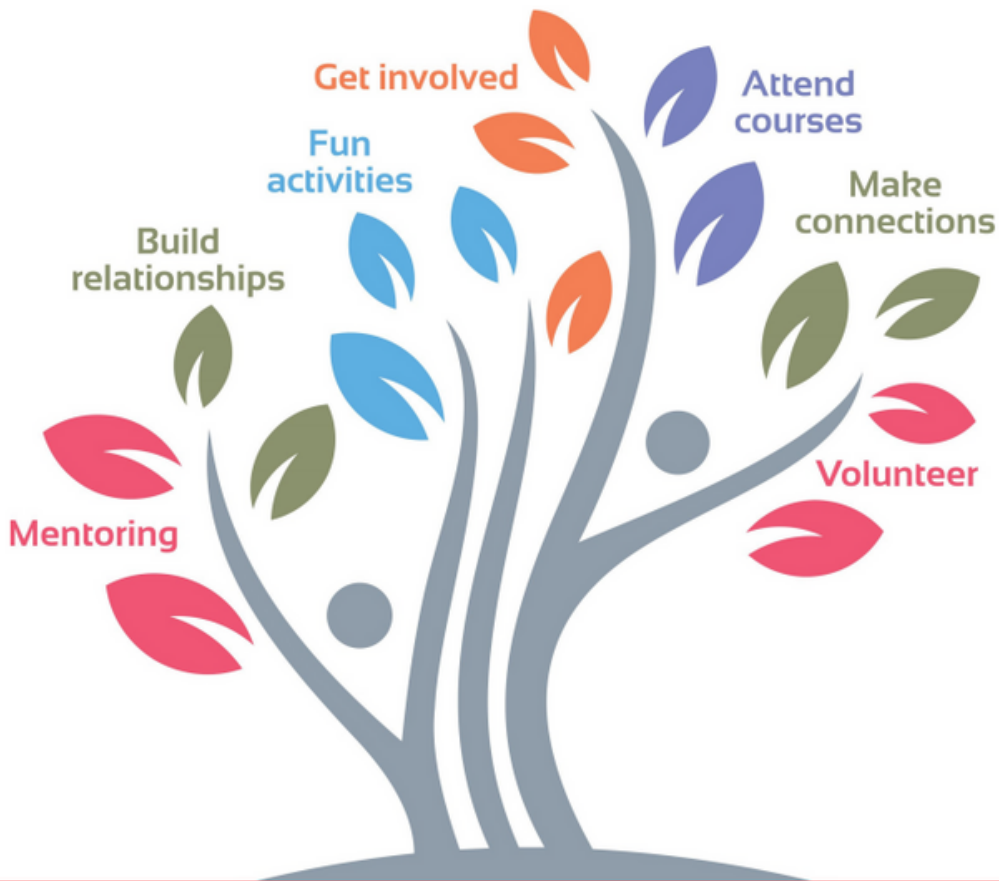 Get involved
Attend
courses
Fun
activities
Make
connections
Build
relationships
Volunteer
Mentoring